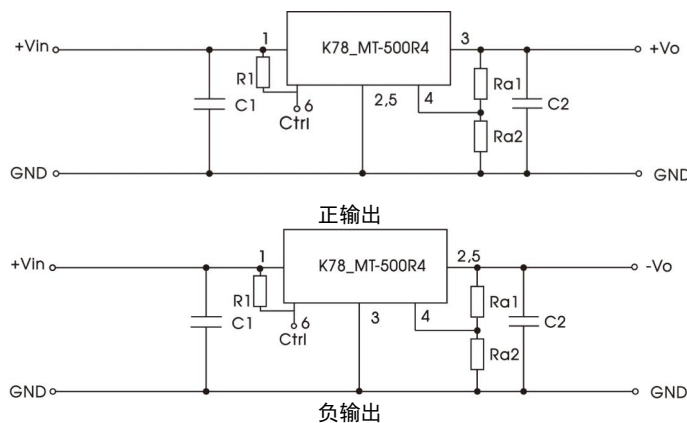 +Vin
1
K78_MT-500R4
3
+Vo
R1
C1
6
Ctrl
2,5
4
Ra1
C2
Ra2
GND
GND
正输出
+Vin
1
K78_MT-500R4
2,5
-Vo
R1
C1
6
Ctrl
3
4
Ra1
C2
Ra2
GND
GND
负输出